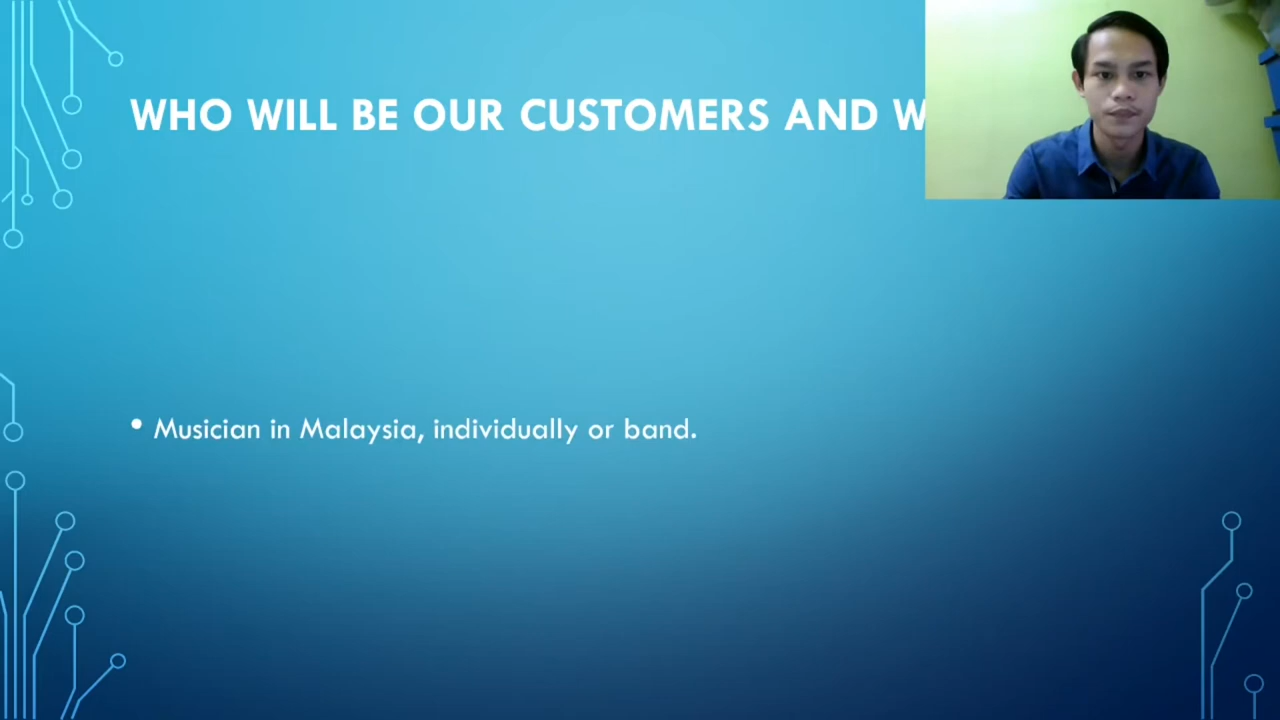 WHO WILL BE OUR CUSTOMERS AND
Musician in Malaysia, individually or band.